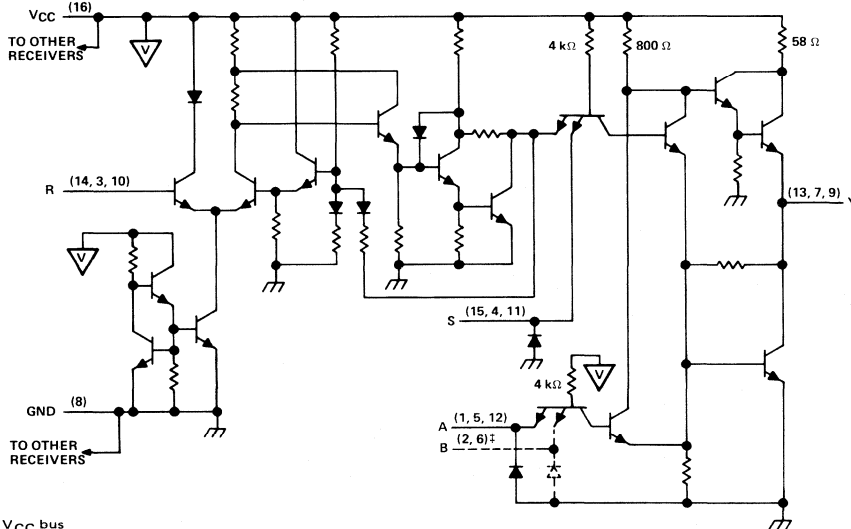 VCC (16)
TO OTHER
RECEIVERS
V
4 kΩ
800 Ω
58 Ω
R (14, 3, 10)
(13, 7, 9) Y
V
S (15, 4, 11)
V
4 kΩ
GND (8)
A (1, 5, 12)
B (2, 6)‡
TO OTHER
RECEIVERS
VCC bus